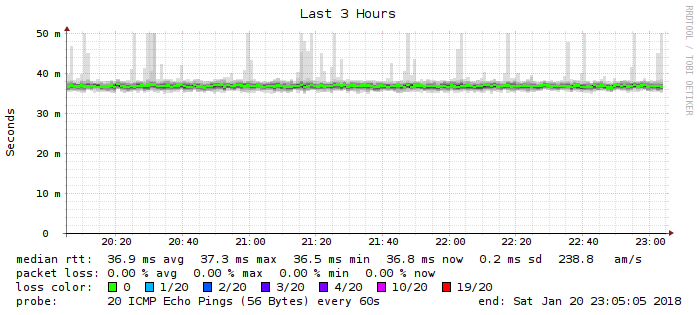 Last 3 Hours
RRDTOOL / TOBI OETIKER
Seconds
50 m
40 m
30 m
20 m
10 m
0
20:20 20:40 21:00 21:20 21:40 22:00 22:20 22:40 23:00
median rtt: 36.9 ms avg 37.3 ms max 36.5 ms min 36.8 ms now 0.2 ms sd 238.8 am/s
packet loss: 0.00 % avg 0.00 % max 0.00 % min 0.00 % now
loss color: 0 1/20 2/20 3/20 4/20 10/20 19/20
probe: 20 ICMP Echo Pings (56 Bytes) every 60s end: Sat Jan 20 23:05:05 2018